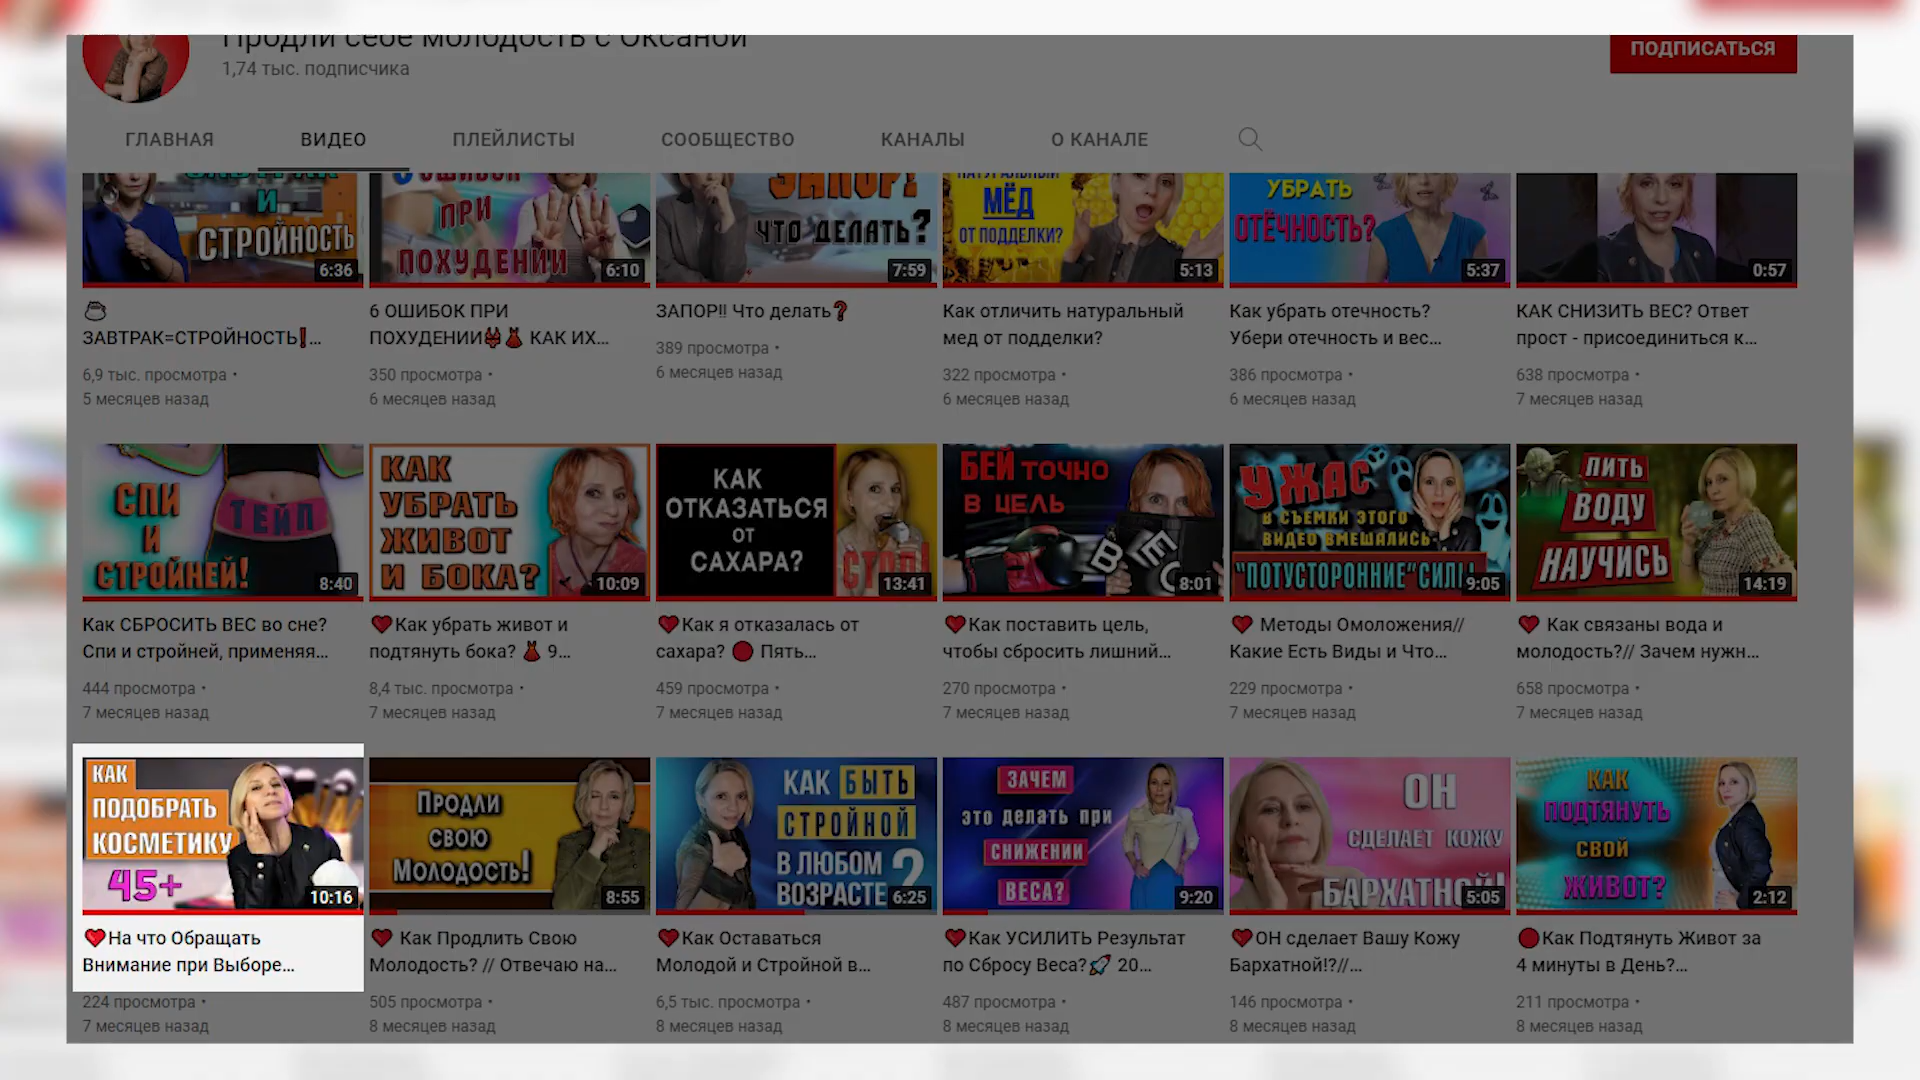 Продли себе молодость с Оксаной
1,74 тыс. подписчика
ПОДПИСАТЬСЯ
ГЛАВНАЯ
ВИДЕО
ПЛЕЙЛИСТЫ
СООБЩЕСТВО
КАНАЛЫ
О КАНАЛЕ
ЗАВТРАК
И
СТРОЙНОСТЬ
6:36
ЗАВТРАК=СТРОЙНОСТЬ❗...
6,9 тыс. просмотра •
5 месяцев назад
6 ОШИБОК
ПРИ
ПОХУДЕНИИ
6:10
6 ОШИБОК ПРИ
ПОХУДЕНИИ👙👗 КАК ИХ...
350 просмотра •
6 месяцев назад
ЗАПОР!
ЧТО ДЕЛАТЬ?
7:59
ЗАПОР!! Что делать❓
389 просмотра •
6 месяцев назад
НАТУРАЛЬНЫЙ
МЁД
ОТ ПОДДЕЛКИ?
5:13
Как отличить натуральный
мед от подделки?
322 просмотра •
6 месяцев назад
УБРАТЬ
ОТЁЧНОСТЬ?
5:37
Как убрать отечность?
Убери отечность и вес...
386 просмотра •
6 месяцев назад
0:57
КАК СНИЗИТЬ ВЕС? Ответ
прост - присоединиться к...
638 просмотра •
7 месяцев назад
СПИ
И
СТРОЙНЕЙ!
ТЕЙП
8:40
Как СБРОСИТЬ ВЕС во сне?
Спи и стройней, применяя...
444 просмотра •
7 месяцев назад
КАК
УБРАТЬ
ЖИВОТ
И БОКА?
10:09
❤️Как убрать живот и
подтянуть бока? 👗 9...
8,4 тыс. просмотра •
7 месяцев назад
КАК
ОТКАЗАТЬСЯ
ОТ
САХАРА?
СТОП!
13:41
❤️Как я отказалась от
сахара? 🔴 Пять...
459 просмотра •
7 месяцев назад
БЕЙ ТОЧНО
В ЦЕЛЬ
ВЕС
8:01
❤️Как поставить цель,
чтобы сбросить лишний...
270 просмотра •
7 месяцев назад
УЖАС
В СЪЕМКИ ЭТОГО
ВИДЕО ВМЕШАЛИСЬ
"ПОТУСТОРОННИЕ"СИЛЫ
9:05
❤️ Методы Омоложения//
Какие Есть Виды и Что...
229 просмотра •
7 месяцев назад
ПИТЬ
ВОДУ
НАУЧИСЬ
14:19
❤️ Как связаны вода и
молодость?// Зачем нужн...
658 просмотра •
7 месяцев назад
КАК
ПОДОБРАТЬ
КОСМЕТИКУ
45+
10:16
❤️На что Обращать
Внимание при Выборе...
224 просмотра •
7 месяцев назад
Продли
свою
Молодость!
8:55
❤️ Как Продлить Свою
Молодость? // Отвечаю на...
505 просмотра •
8 месяцев назад
КАК БЫТЬ
СТРОЙНОЙ
В ЛЮБОМ
ВОЗРАСТЕ?
6:25
❤️Как Оставаться
Молодой и Стройной в...
6,5 тыс. просмотра •
8 месяцев назад
ЗАЧЕМ
это делать при
СНИЖЕНИИ
ВЕСА?
9:20
❤️Как УСИЛИТЬ Результат
по Сбросу Веса?🚀 20...
487 просмотра •
8 месяцев назад
ОН
СДЕЛАЕТ КОЖУ
БАРХАТНОЙ!
5:05
❤️ОН сделает Вашу Кожу
Бархатной!?//...
146 просмотра •
8 месяцев назад
КАК
ПОДТЯНУТЬ
СВОЙ
ЖИВОТ?
2:12
🔴Как Подтянуть Живот за
4 минуты в День?...
211 просмотра •
8 месяцев назад